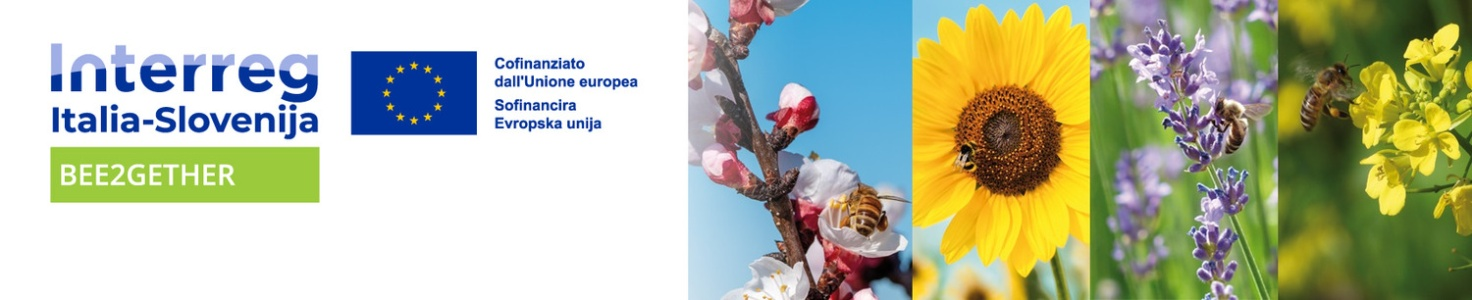 Interreg
Italia-Slovenija
BEE2GETHER
Cofinanziato
dall'Unione europea
Sofinancira
Evropska unija